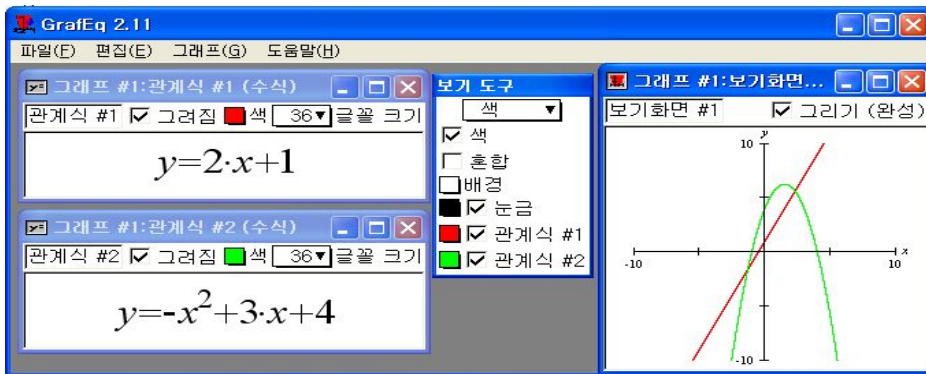 GrafEq 2.11
파일(F) 편집(E) 그래프(G) 도움말(H)
그래프 #1:관계식 #1 (수식)
관계식 #1 그려짐 색 36 글꼴 크기
y=2·x+1
그래프 #1:관계식 #2 (수식)
관계식 #2 그려짐 색 36 글꼴 크기
y=-x²+3·x+4
보기 도구
색
색
혼합
배경
눈금
관계식 #1
관계식 #2
그래프 #1:보기화면...
보기화면 #1 그리기 (완성)
y
10
-10 10 x
-10